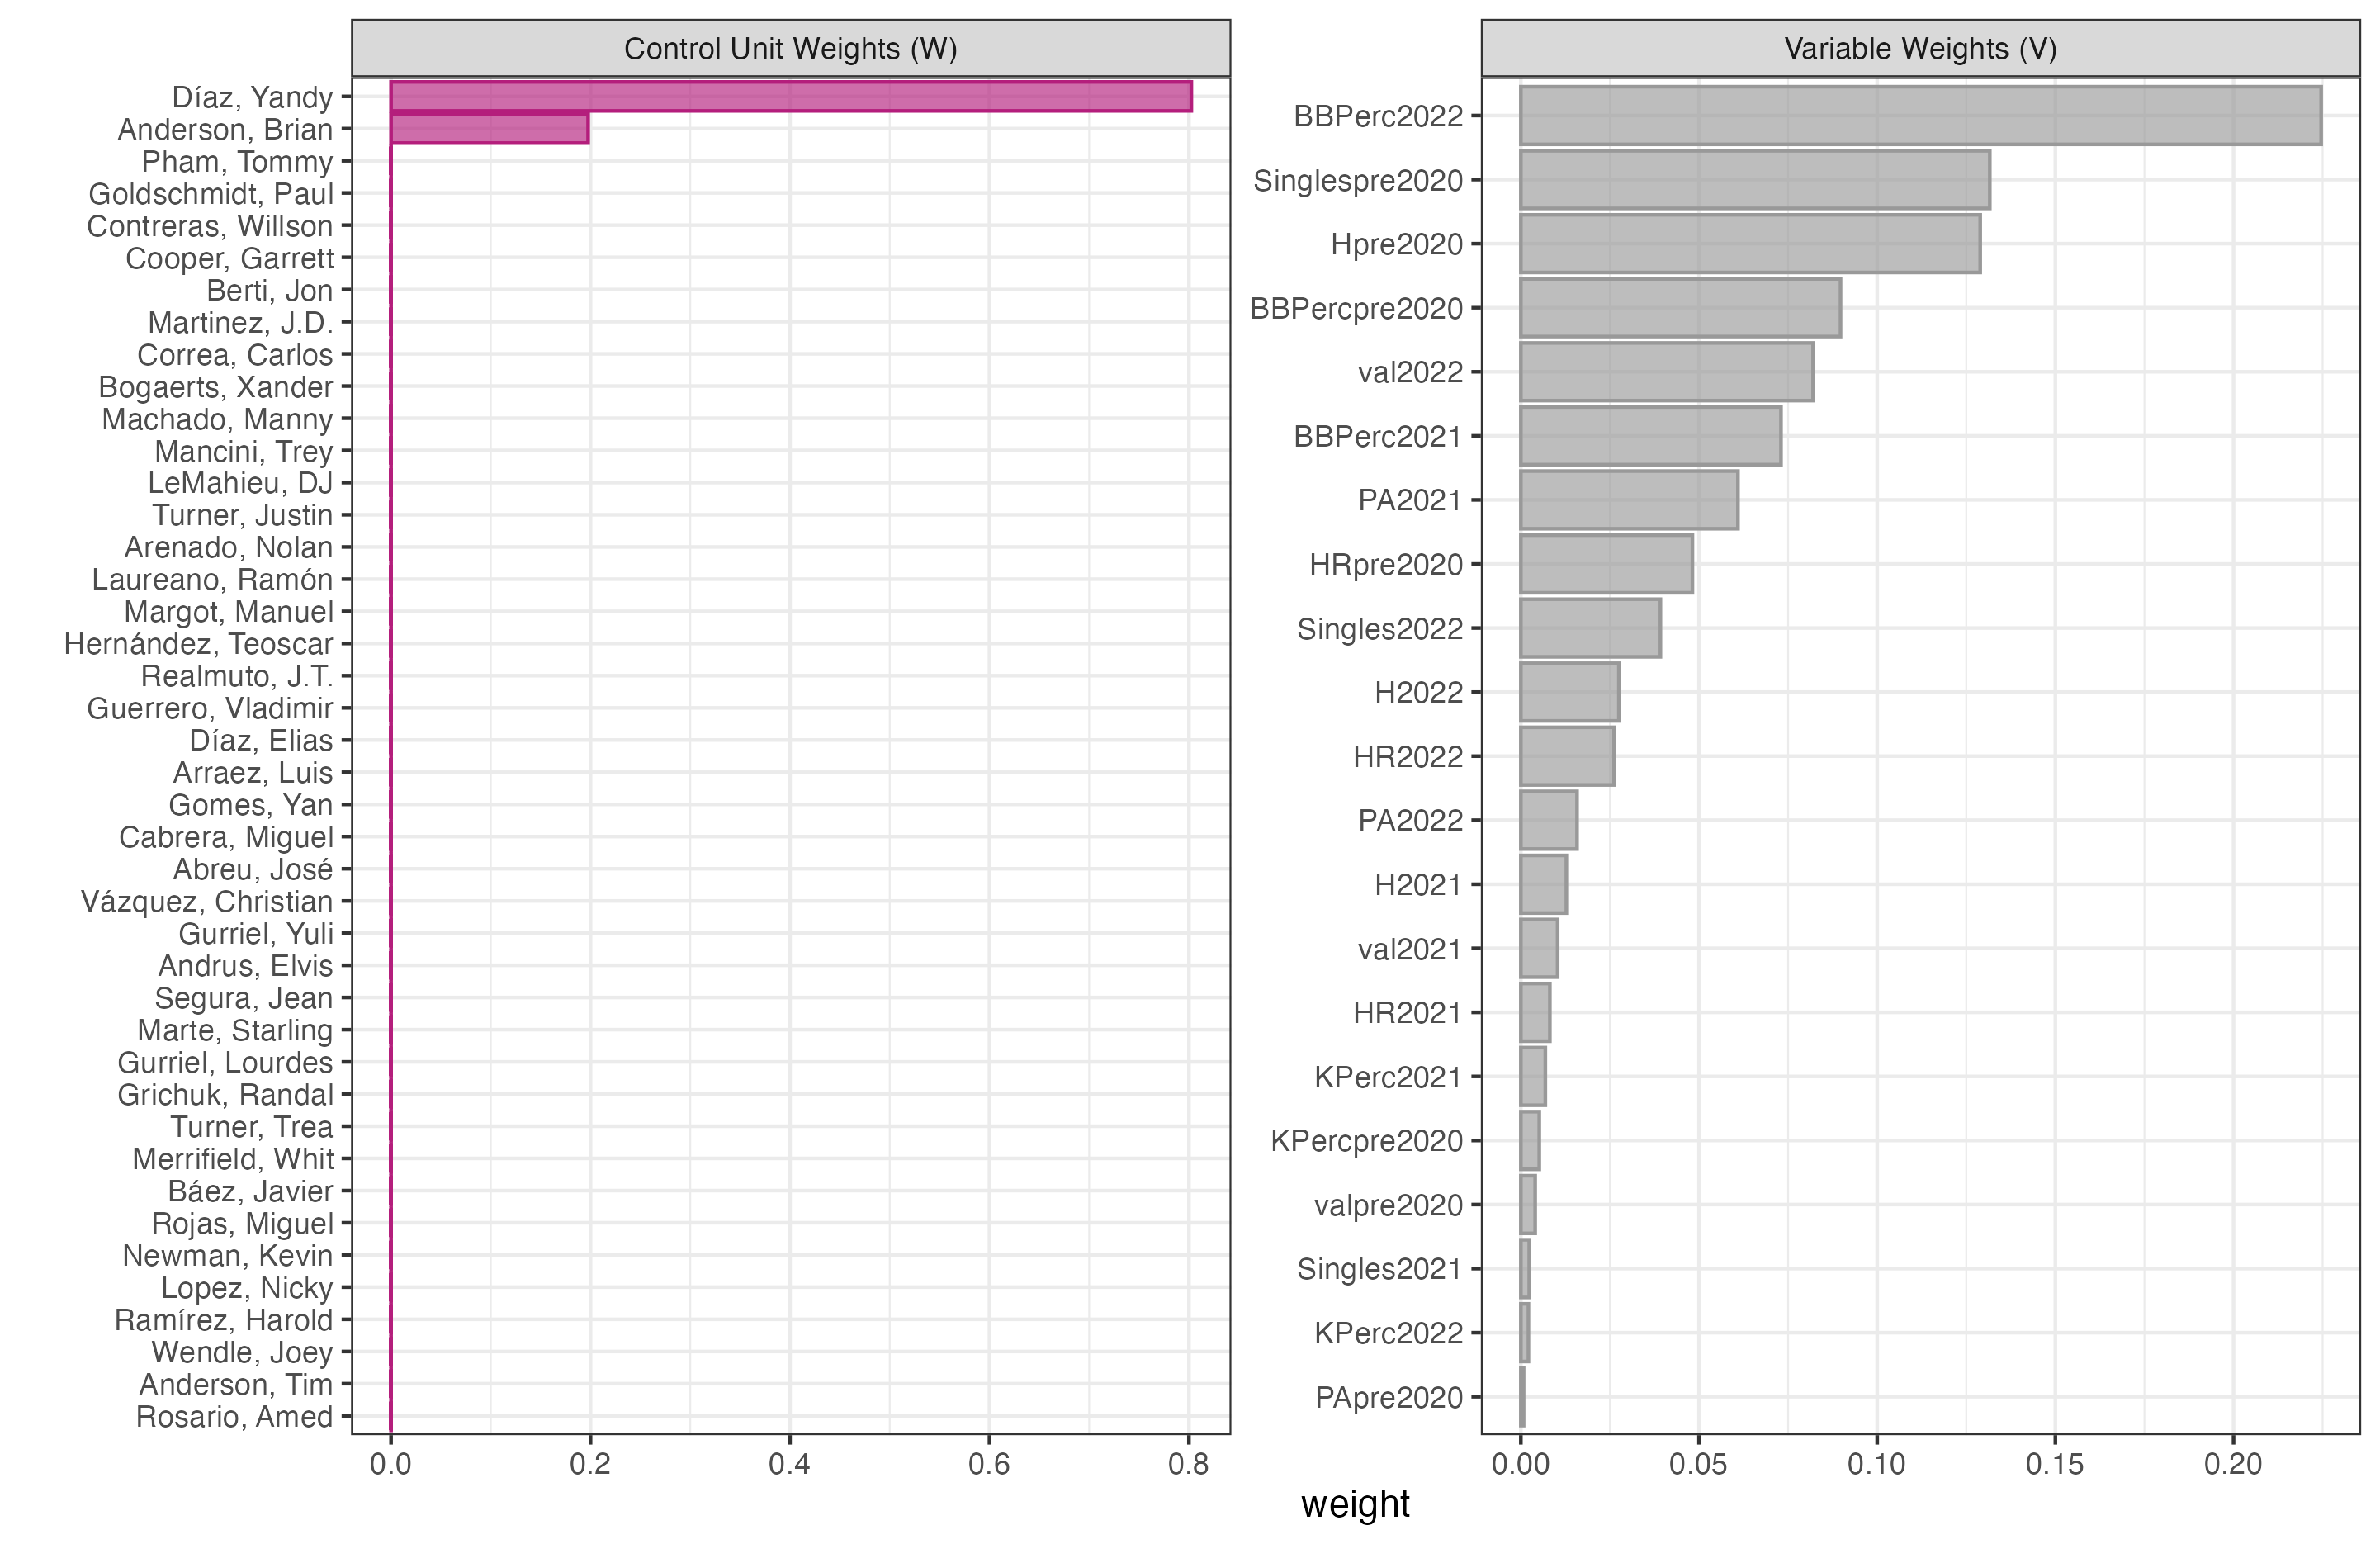 Control Unit Weights (W)
Díaz, Yandy
Anderson, Brian
Pham, Tommy
Goldschmidt, Paul
Contreras, Willson
Cooper, Garrett
Berti, Jon
Martinez, J.D.
Correa, Carlos
Bogaerts, Xander
Machado, Manny
Mancini, Trey
LeMahieu, DJ
Turner, Justin
Arenado, Nolan
Laureano, Ramón
Margot, Manuel
Hernández, Teoscar
Realmuto, J.T.
Guerrero, Vladimir
Díaz, Elias
Arraez, Luis
Gomes, Yan
Cabrera, Miguel
Abreu, José
Vázquez, Christian
Gurriel, Yuli
Andrus, Elvis
Segura, Jean
Marte, Starling
Gurriel, Lourdes
Grichuk, Randal
Turner, Trea
Merrifield, Whit
Báez, Javier
Rojas, Miguel
Newman, Kevin
Lopez, Nicky
Ramírez, Harold
Wendle, Joey
Anderson, Tim
Rosario, Amed
0.0 0.2 0.4 0.6 0.8
Variable Weights (V)
BBPerc2022
Singlespre2020
Hpre2020
BBPercpre2020
val2022
BBPerc2021
PA2021
HRpre2020
Singles2022
H2022
HR2022
PA2022
H2021
val2021
HR2021
KPerc2021
KPercpre2020
valpre2020
Singles2021
KPerc2022
PApre2020
0.00 0.05 0.10 0.15 0.20
weight